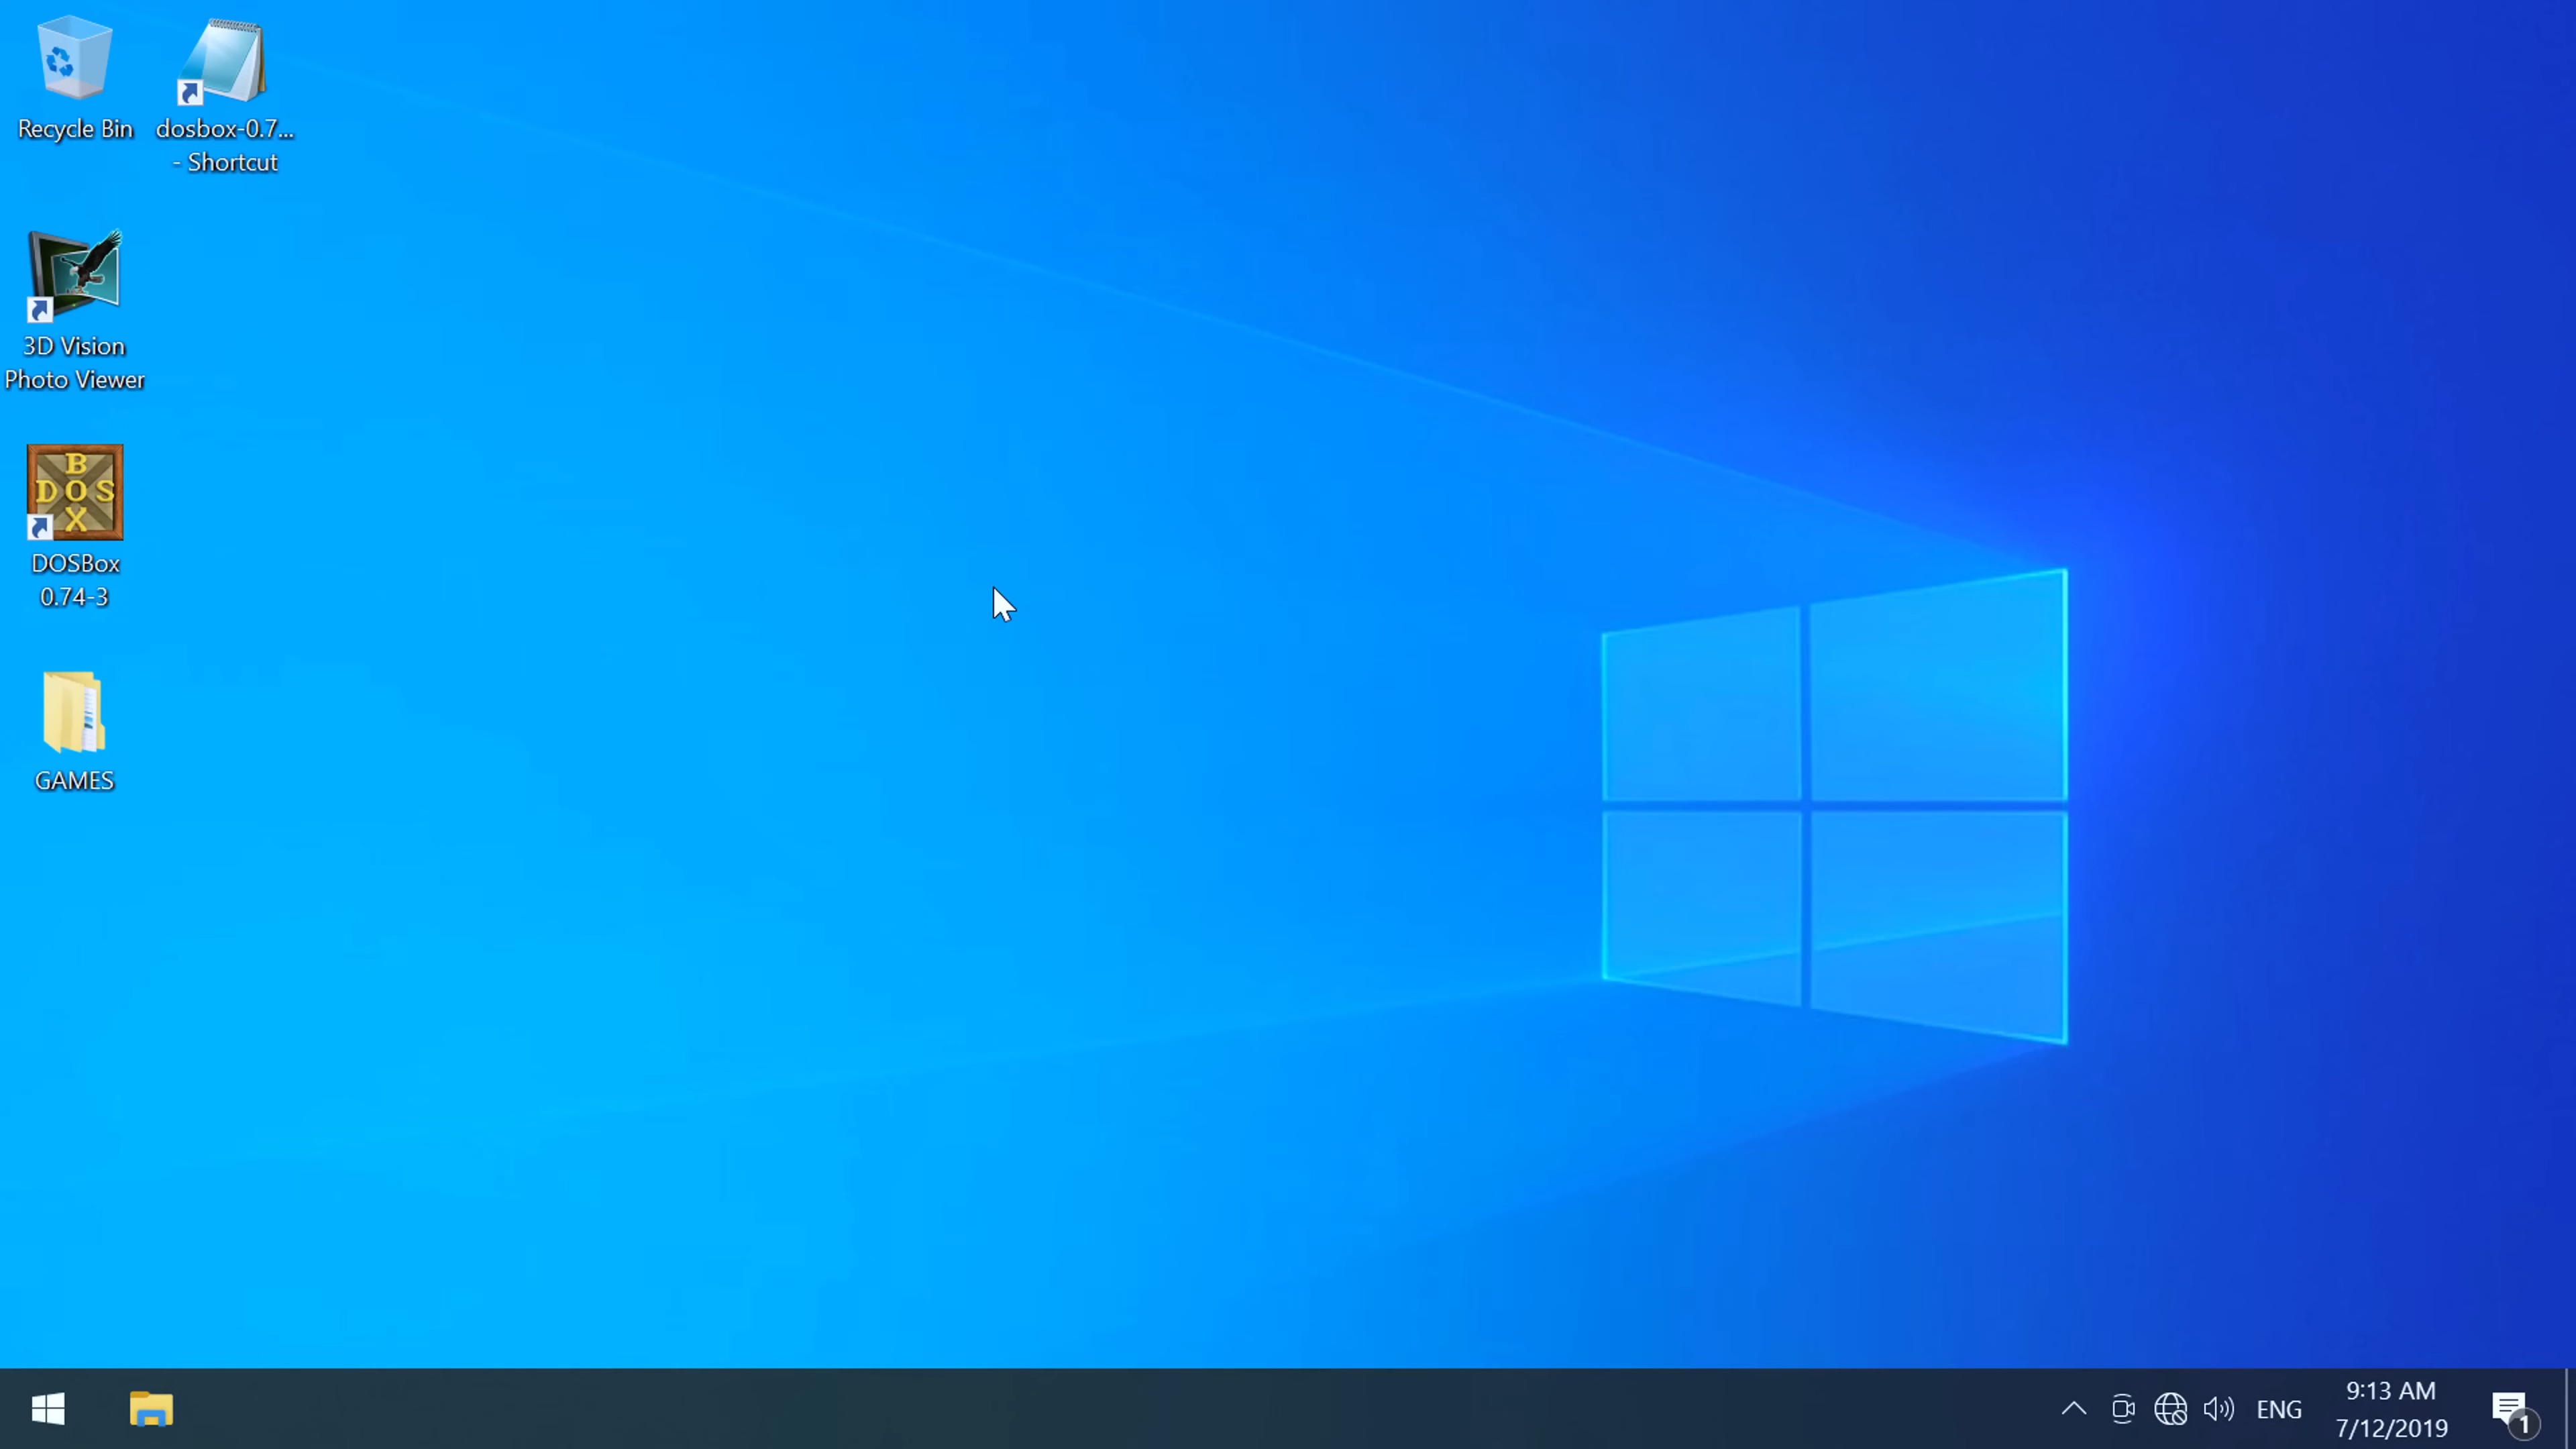 Recycle Bin
dosbox-0.7...
- Shortcut
3D Vision
Photo Viewer
B
DOS
X
DOSBox
0.74-3
GAMES
ENG
9:13 AM
7/12/2019
1